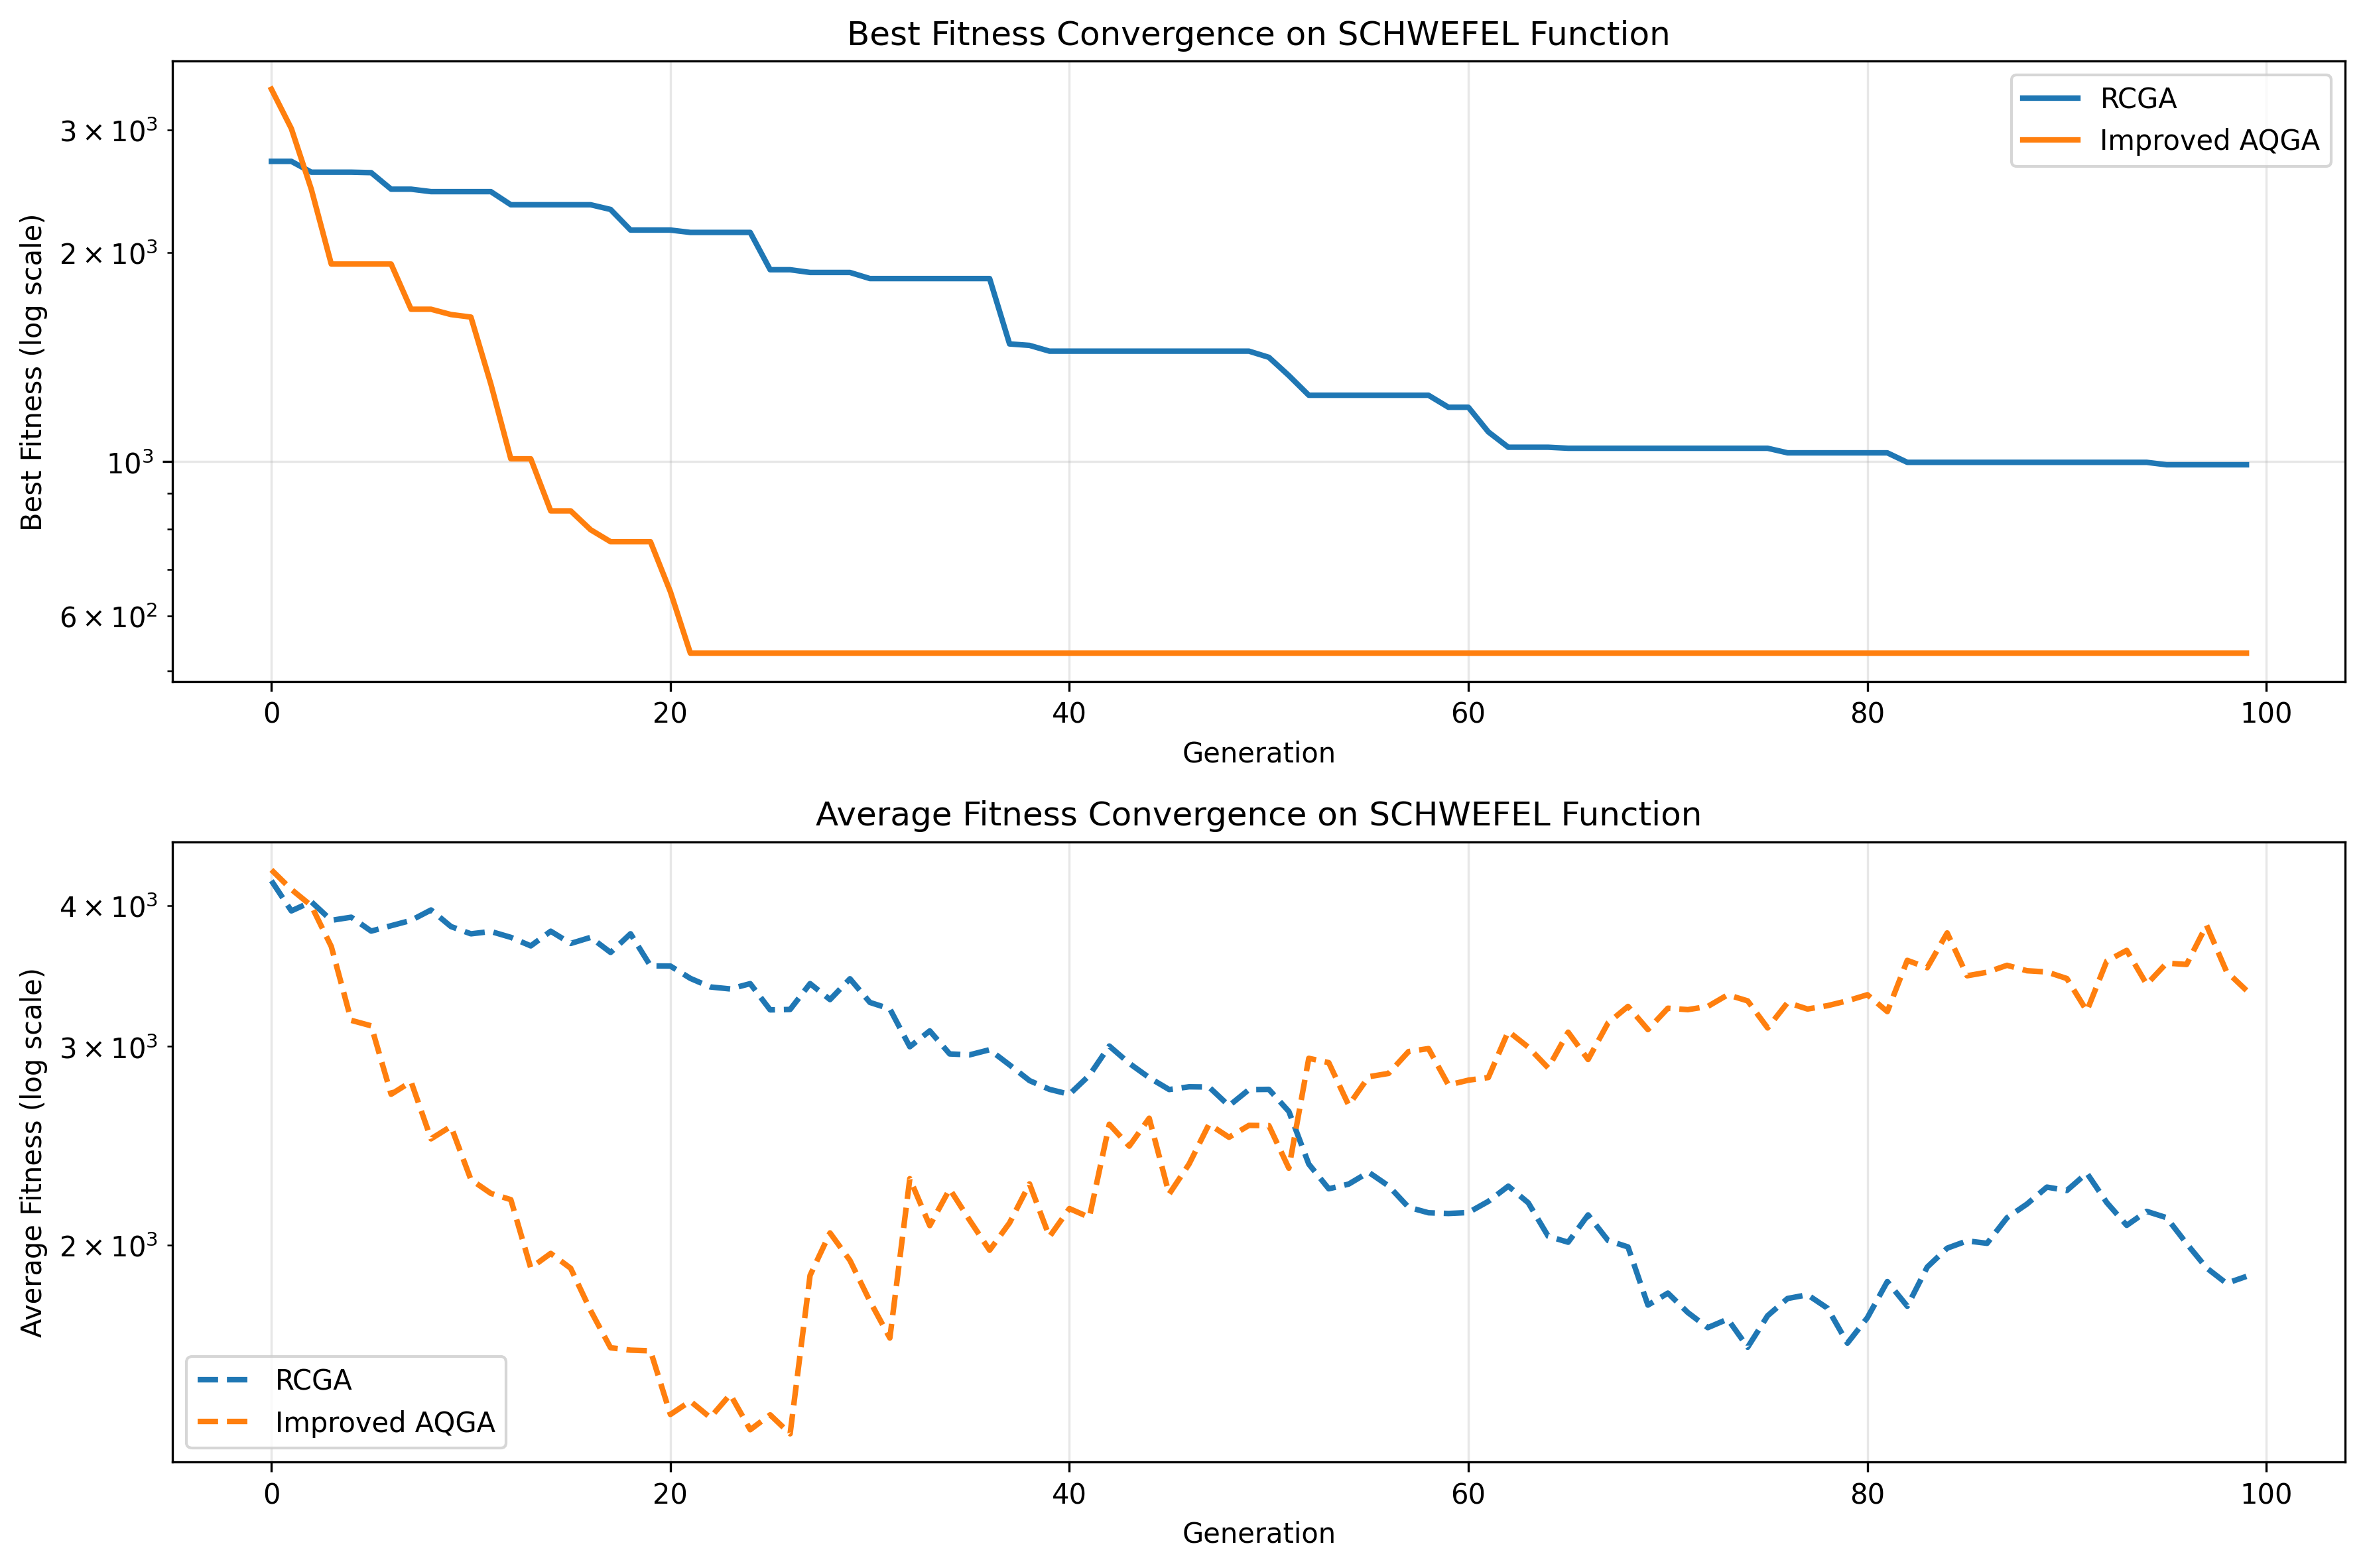 Best Fitness Convergence on SCHWEFEL Function
Best Fitness (log scale)
3 × 10³
2 × 10³
10³
6 × 10²
RCGA
Improved AQGA
0 20 40 60 80 100
Generation
Average Fitness Convergence on SCHWEFEL Function
Average Fitness (log scale)
4 × 10³
3 × 10³
2 × 10³
RCGA
Improved AQGA
0 20 40 60 80 100
Generation